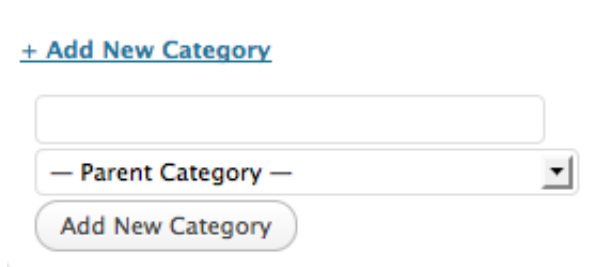 + Add New Category
— Parent Category —
Add New Category